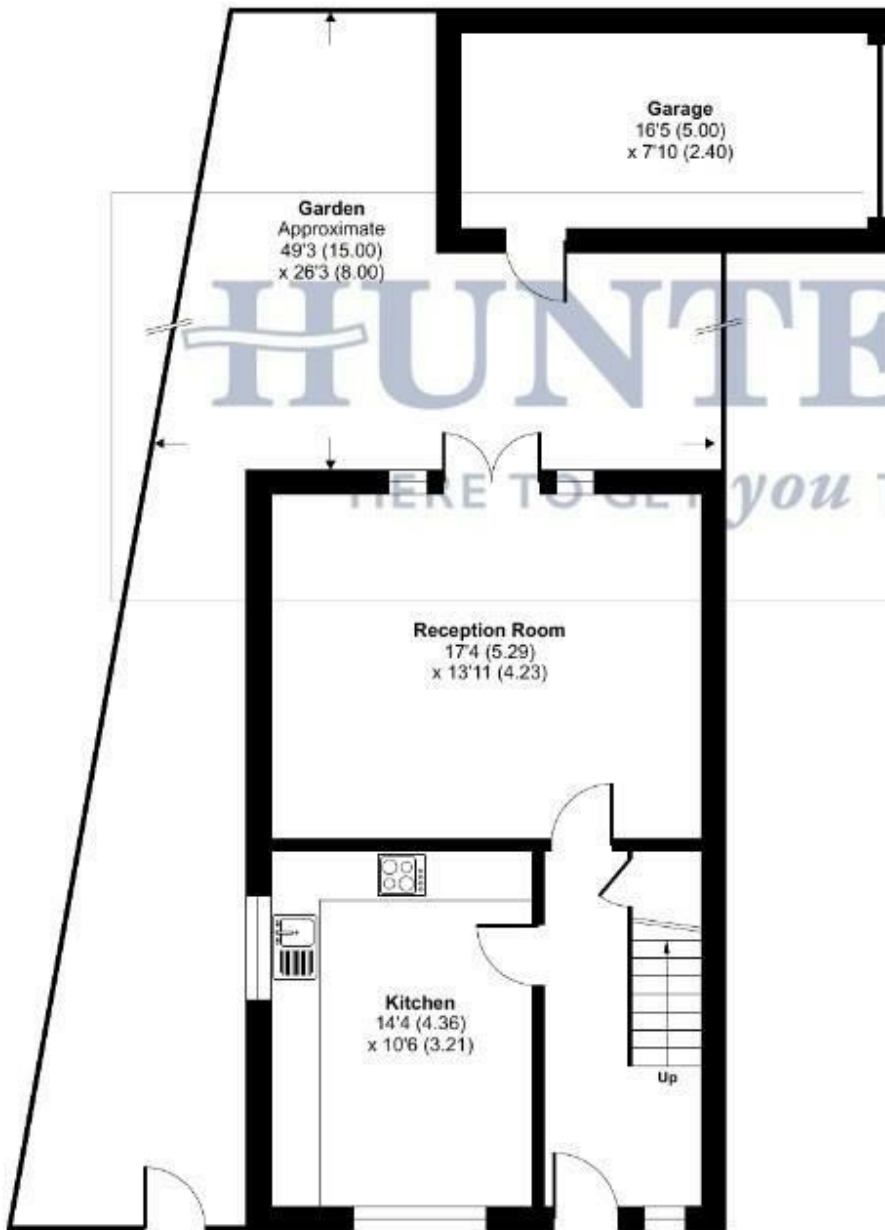 Garage
16'5 (5.00)
x 7'10 (2.40)
Garden
Approximate
49'3 (15.00)
x 26'3 (8.00)
HUNTE
HERE TO GET you T
Reception Room
17'4 (5.29)
x 13'11 (4.23)
Kitchen
14'4 (4.36)
x 10'6 (3.21)
Up